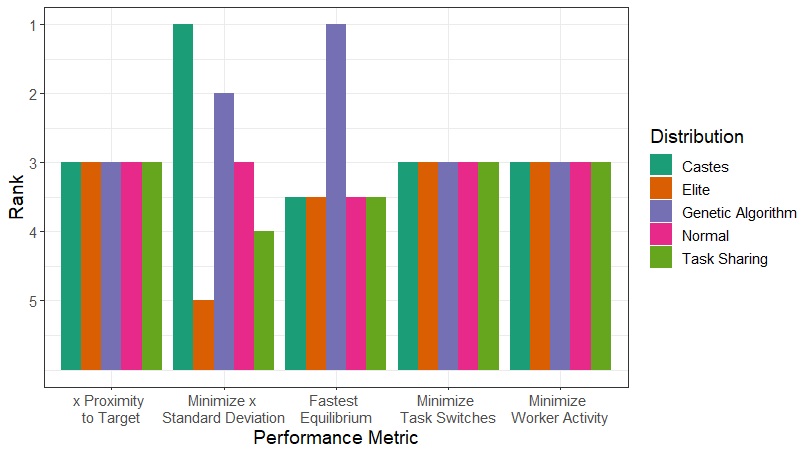 1
2
3
4
5
Rank
x Proximity
to Target
Minimize x
Standard Deviation
Fastest
Equilibrium
Minimize
Task Switches
Minimize
Worker Activity
Performance Metric
Distribution
Castes
Elite
Genetic Algorithm
Normal
Task Sharing